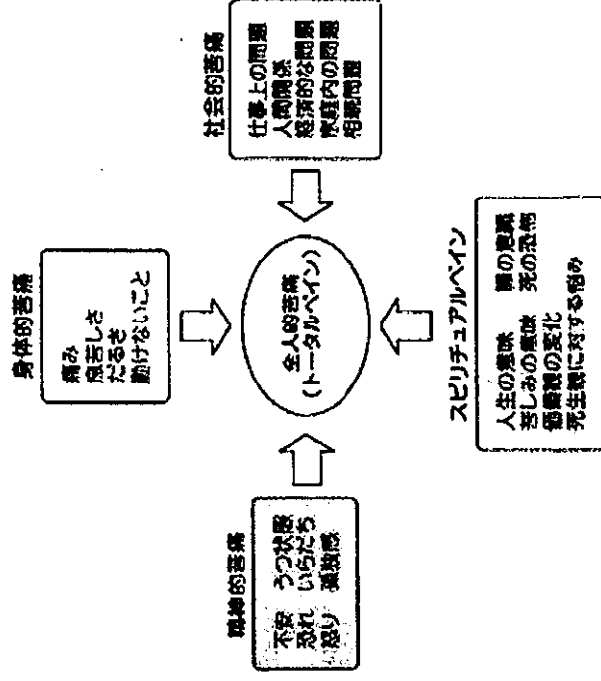 身体的苦痛
痛み
息苦しさ
だるさ
動けないこと
精神的苦痛
不安　うつ状態
恐れ　いらだち
怒り　孤独感
全人的苦痛
(トータルペイン)
社会的苦痛
仕事上の問題
人間関係
経済的な問題
家庭内の問題
相続問題
スピリチュアルペイン
人生の意味　罪の意識
苦しみの意味　死の恐怖
価値観の変化
死生観に対する悩み